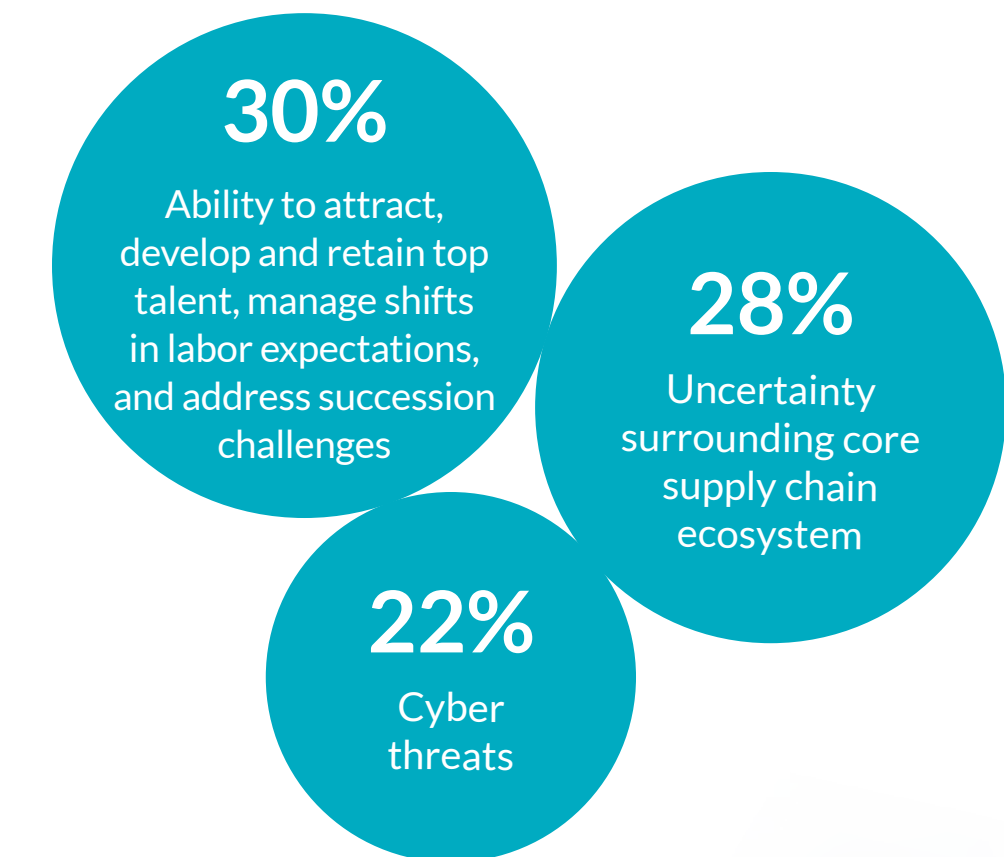 30%
Ability to attract,
develop and retain top
talent, manage shifts
in labor expectations,
and address succession
challenges
28%
Uncertainty
surrounding core
supply chain
ecosystem
22%
Cyber
threats